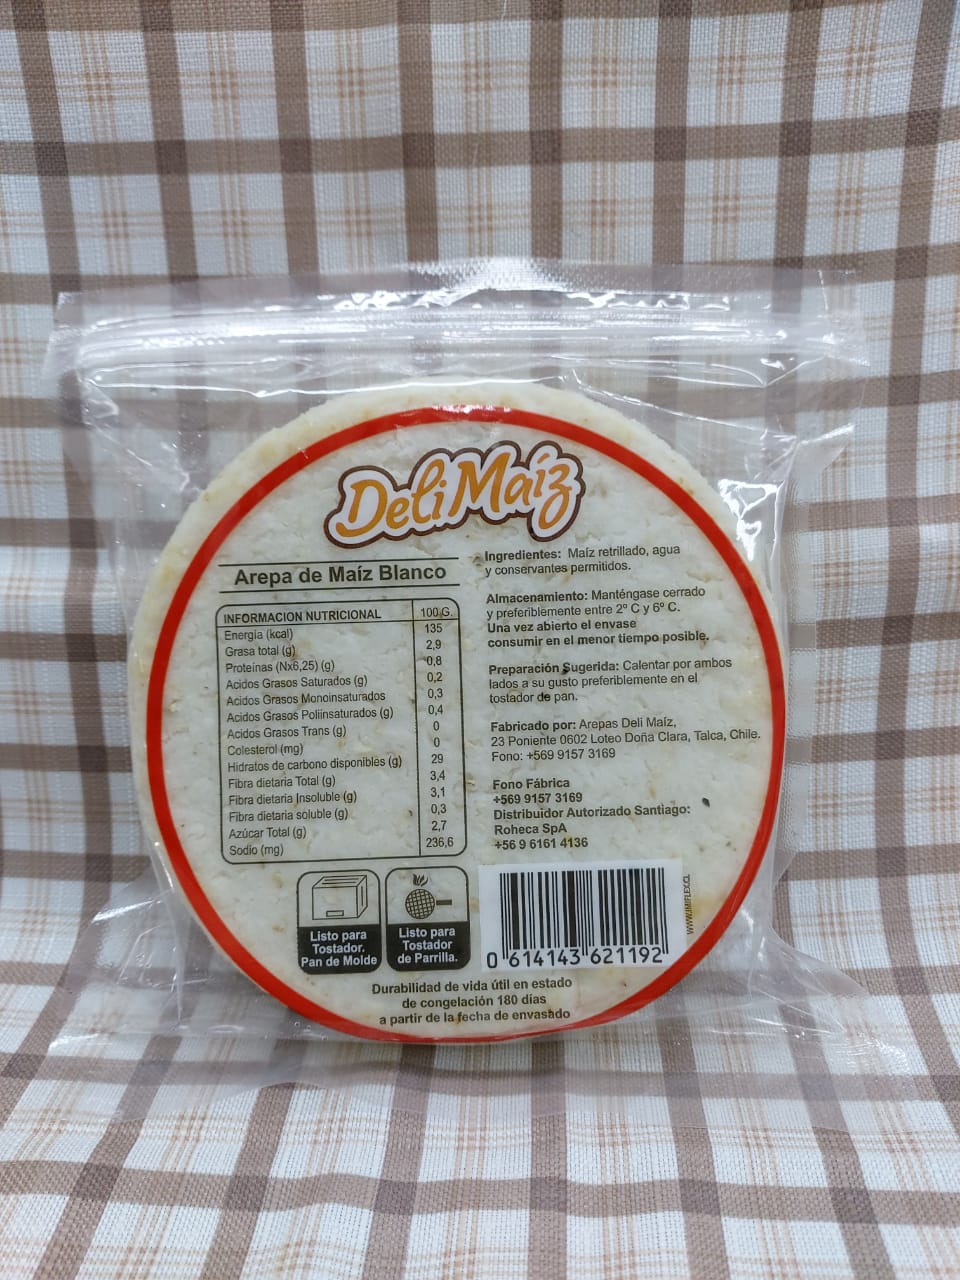 Deli Maíz
Arepa de Maíz Blanco
INFORMACION NUTRICIONAL 100 G.
Energía (kcal) 135
Grasa total (g) 2,9
Proteínas (Nx6,25) (g) 0,8
Acidos Grasos Saturados (g) 0,2
Acidos Grasos Monoinsaturados 0,3
Acidos Grasos Poliinsaturados (g) 0,4
Acidos Grasos Trans (g) 0
Colesterol (mg) 0
Hidratos de carbono disponibles (g) 29
Fibra dietaria Total (g) 3,4
Fibra dietaria Insoluble (g) 3,1
Fibra dietaria soluble (g) 0,3
Azúcar Total (g) 2,7
Sodio (mg) 236,6
Listo para
Tostador.
Pan de Molde
Listo para
Tostador
de Parrilla.
Ingredientes: Maíz retrillado, agua
y conservantes permitidos.
Almacenamiento: Manténgase cerrado
y preferiblemente entre 2º C y 6º C.
Una vez abierto el envase
consumir en el menor tiempo posible.
Preparación Sugerida: Calentar por ambos
lados a su gusto preferiblemente en el
tostador de pan.
Fabricado por: Arepas Deli Maíz,
23 Poniente 0602 Loteo Doña Clara, Talca, Chile.
Fono: +569 9157 3169
Fono Fábrica
+569 9157 3169
Distribuidor Autorizado Santiago:
Roheca SpA
+56 9 6161 4136
0 614143 621192
WWW.IMIFLEX.CL
Durabilidad de vida útil en estado
de congelación 180 días
a partir de la fecha de envasado